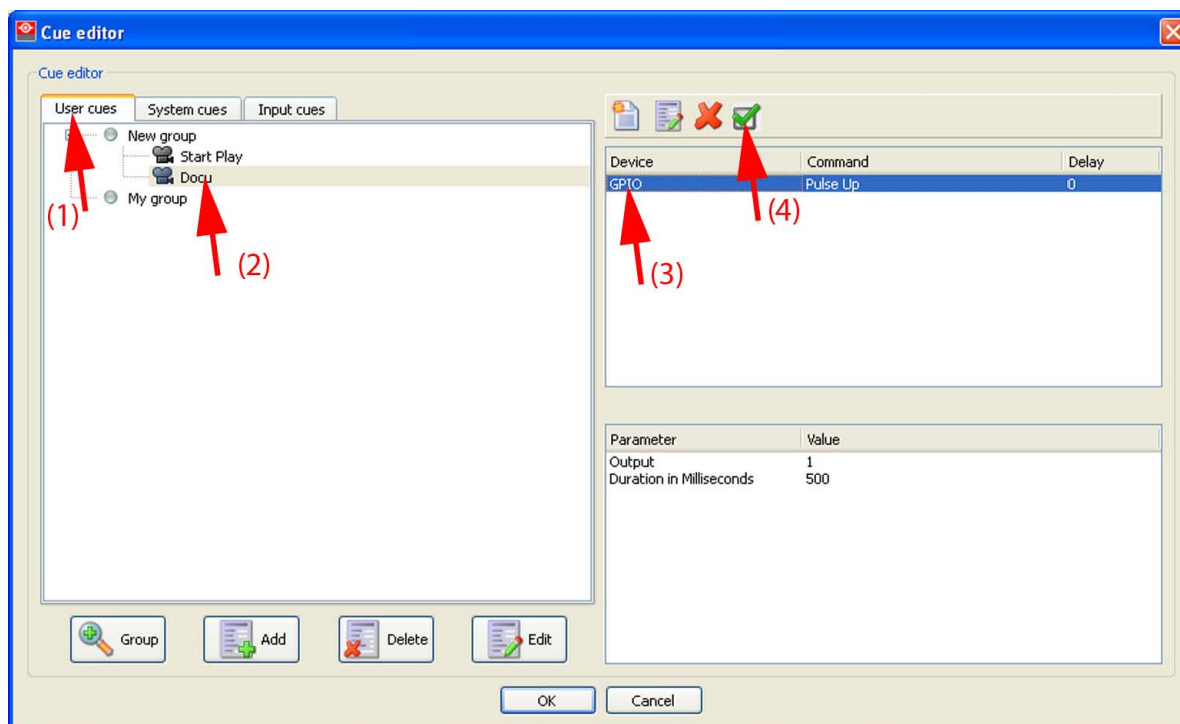 Cue editor
Cue editor
User cues System cues Input cues
New group
Start Play
Docu
My group
(1)
(2)
Group Add Delete Edit
Device Command Delay
GPIO Pulse Up 0
(4)
(3)
Parameter Value
Output 1
Duration in Milliseconds 500
OK Cancel